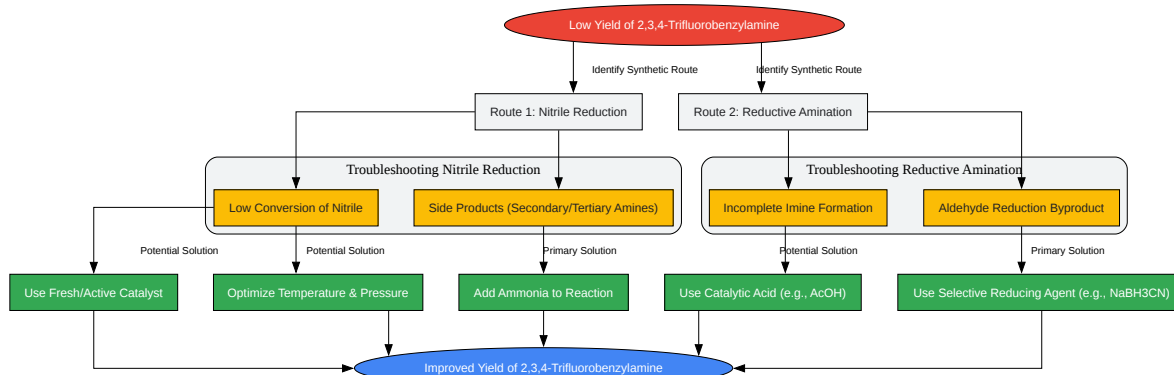 Low Yield of 2,3,4-Trifluorobenzylamine
Identify Synthetic Route
Identify Synthetic Route
Route 1: Nitrile Reduction
Route 2: Reductive Amination
Troubleshooting Nitrile Reduction
Troubleshooting Reductive Amination
Low Conversion of Nitrile
Side Products (Secondary/Tertiary Amines)
Incomplete Imine Formation
Aldehyde Reduction Byproduct
Potential Solution
Potential Solution
Primary Solution
Potential Solution
Primary Solution
Use Fresh/Active Catalyst
Optimize Temperature & Pressure
Add Ammonia to Reaction
Use Catalytic Acid (e.g., AcOH)
Use Selective Reducing Agent (e.g., NaBH3CN)
Improved Yield of 2,3,4-Trifluorobenzylamine